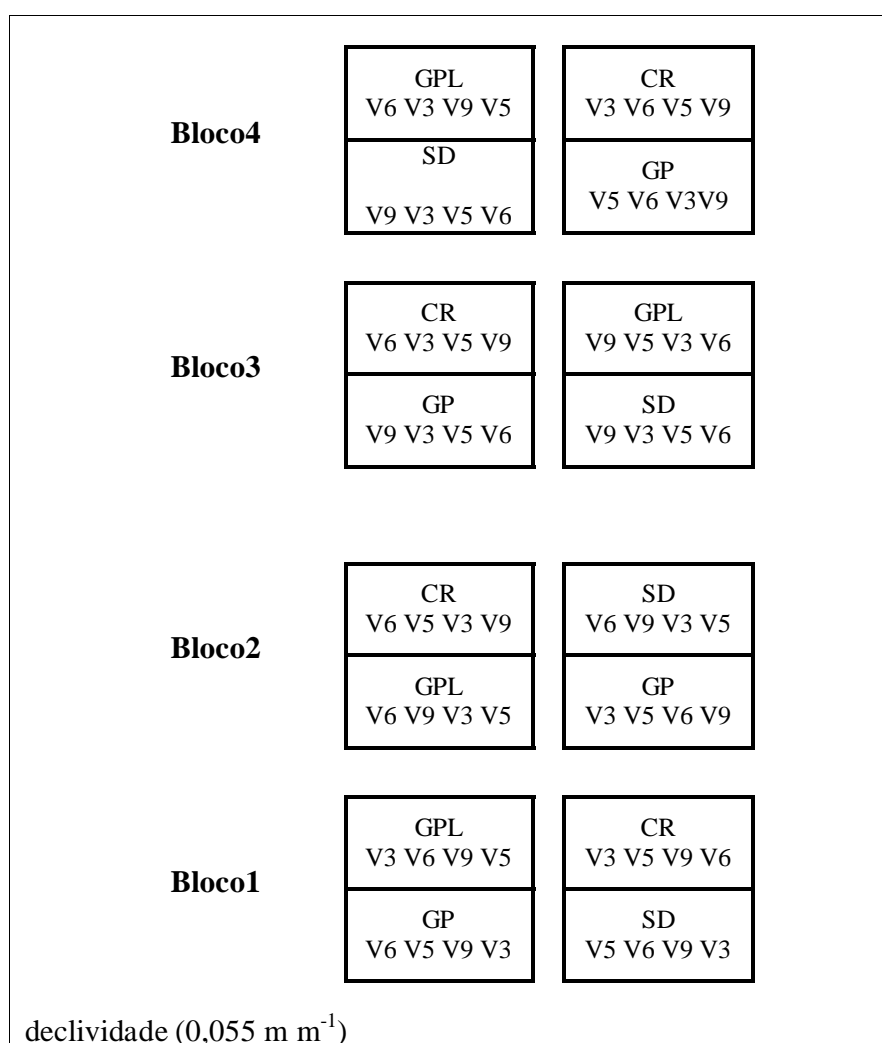 GPL
V6 V3 V9 V5
CR
V3 V6 V5 V9
Bloco4
SD
V9 V3 V5 V6
GP
V5 V6 V3V9
CR
V6 V3 V5 V9
GPL
V9 V5 V3 V6
Bloco3
GP
V9 V3 V5 V6
SD
V9 V3 V5 V6
CR
V6 V5 V3 V9
SD
V6 V9 V3 V5
Bloco2
GPL
V6 V9 V3 V5
GP
V3 V5 V6 V9
GPL
V3 V6 V9 V5
CR
V3 V5 V9 V6
Bloco1
GP
V6 V5 V9 V3
SD
V5 V6 V9 V3
declividade (0,055 m m⁻¹)